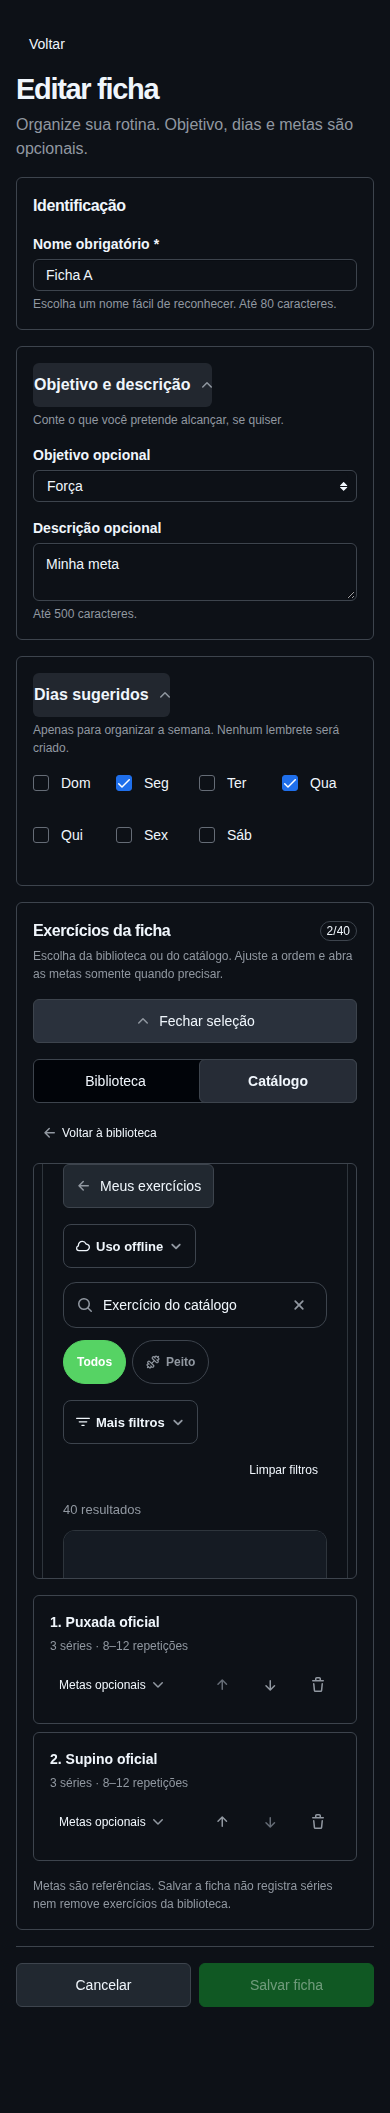 Voltar
Editar ficha
Organize sua rotina. Objetivo, dias e metas são
opcionais.
Identificação
Nome obrigatório *
Ficha A
Escolha um nome fácil de reconhecer. Até 80 caracteres.
Objetivo e descrição
Conte o que você pretende alcançar, se quiser.
Objetivo opcional
Força
Descrição opcional
Minha meta
Até 500 caracteres.
Dias sugeridos
Apenas para organizar a semana. Nenhum lembrete será
criado.
Dom Seg Ter Qua
Qui Sex Sáb
Exercícios da ficha 2/40
Escolha da biblioteca ou do catálogo. Ajuste a ordem e abra
as metas somente quando precisar.
Fechar seleção
Biblioteca Catálogo
Voltar à biblioteca
Meus exercícios
Uso offline
Exercício do catálogo
Todos Peito
Mais filtros
Limpar filtros
40 resultados
1. Puxada oficial
3 séries · 8–12 repetições
Metas opcionais
2. Supino oficial
3 séries · 8–12 repetições
Metas opcionais
Metas são referências. Salvar a ficha não registra séries
nem remove exercícios da biblioteca.
Cancelar Salvar ficha